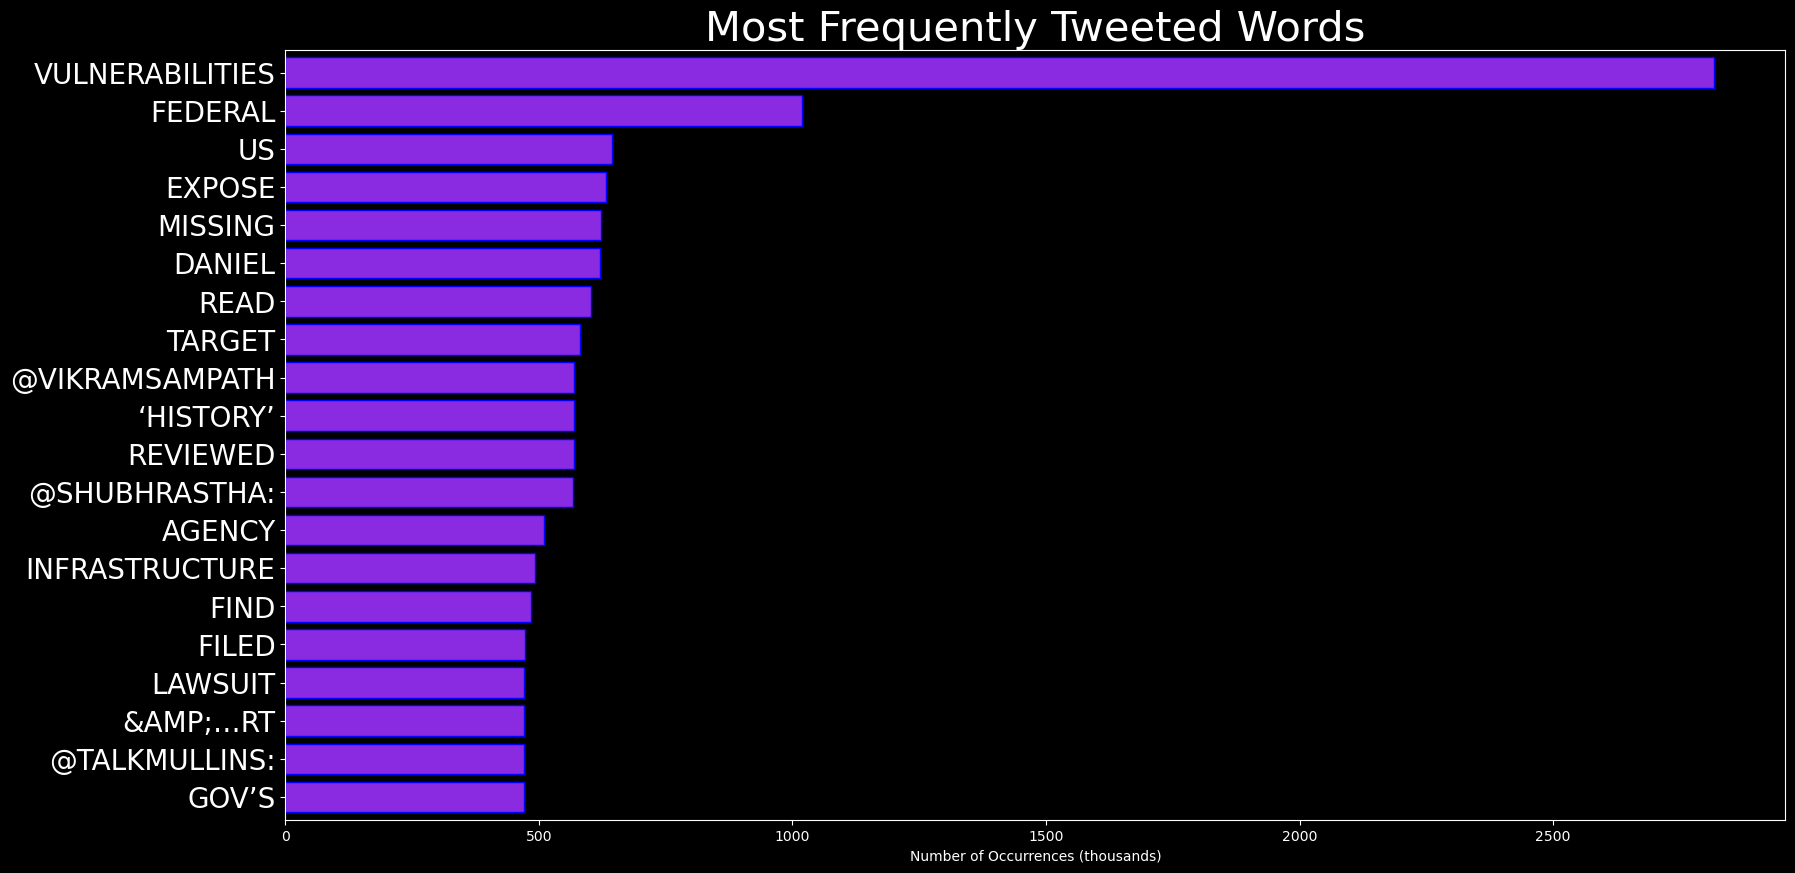 Most Frequently Tweeted Words
VULNERABILITIES
FEDERAL
US
EXPOSE
MISSING
DANIEL
READ
TARGET
@VIKRAMSAMPATH
‘HISTORY’
REVIEWED
@SHUBHRASTHA:
AGENCY
INFRASTRUCTURE
FIND
FILED
LAWSUIT
&AMP;…RT
@TALKMULLINS:
GOV’S
0 500 1000 1500 2000 2500
Number of Occurrences (thousands)